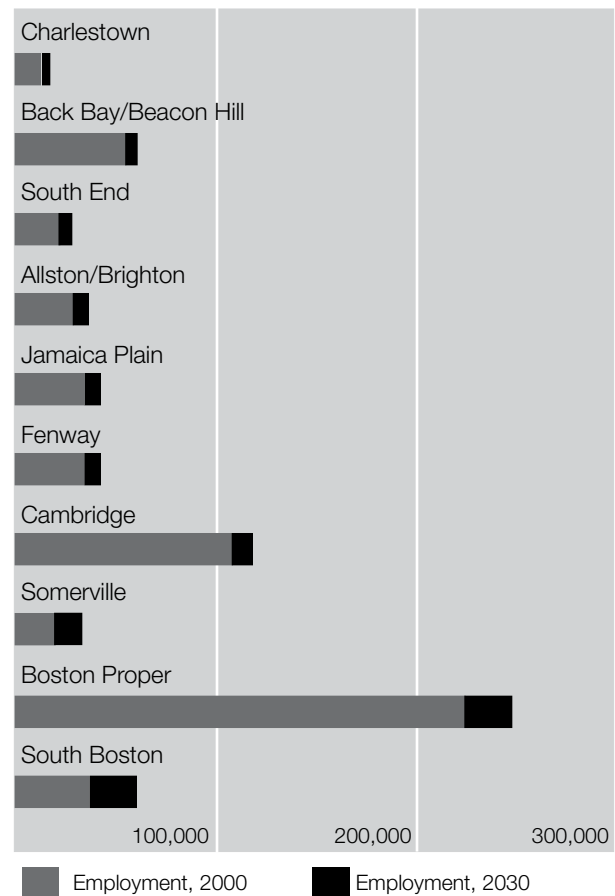 Charlestown
Back Bay/Beacon Hill
South End
Allston/Brighton
Jamaica Plain
Fenway
Cambridge
Somerville
Boston Proper
South Boston
100,000 200,000 300,000
Employment, 2000 Employment, 2030